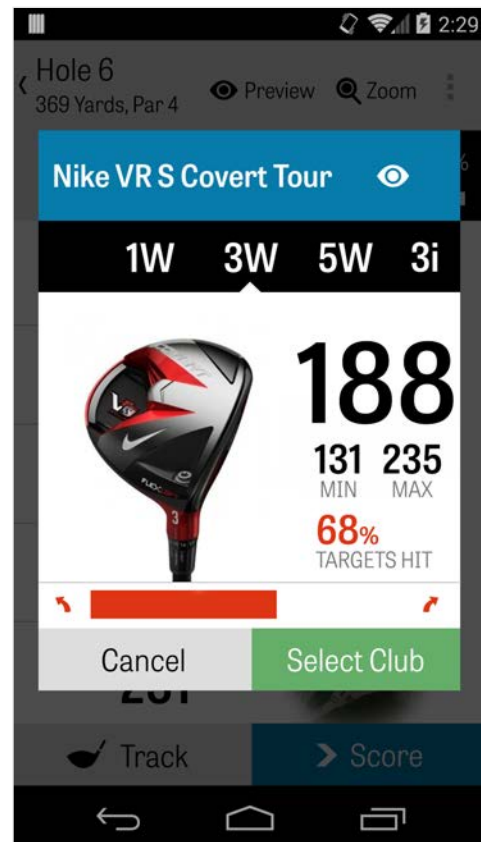 2:29
Hole 6
369 Yards, Par 4
Preview
Zoom
Nike VR S Covert Tour
%
1W 3W 5W 3i
188
131 235
MIN MAX
68%
TARGETS HIT
3
Cancel
Select Club
Track
Score